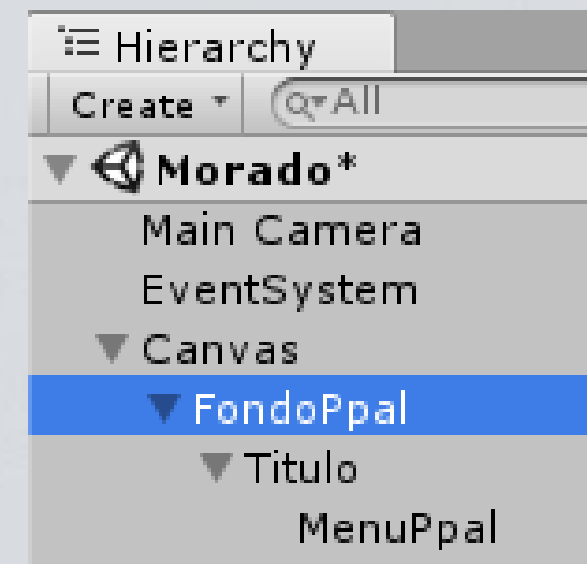 Hierarchy
Create All
Morado*
Main Camera
EventSystem
Canvas
FondoPpal
Titulo
MenuPpal